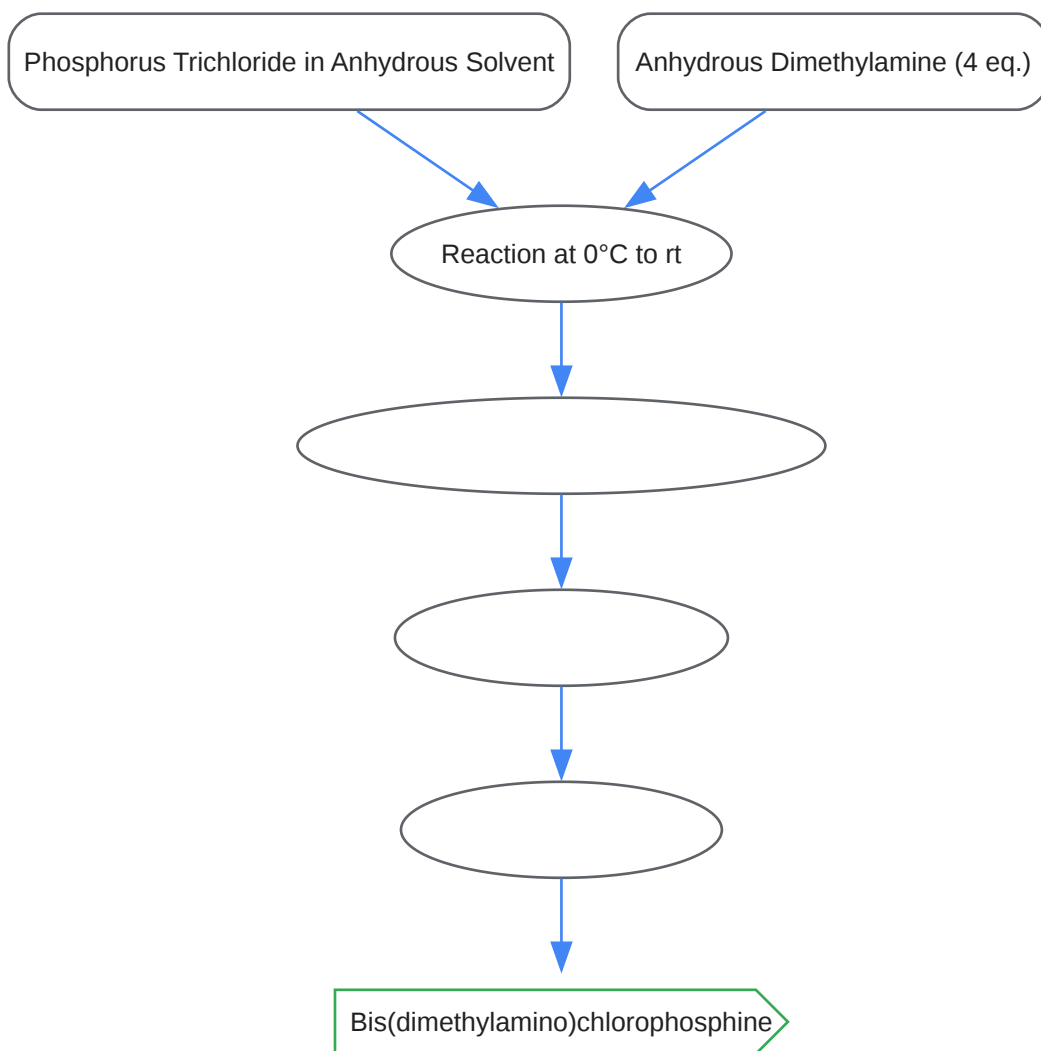 Phosphorus Trichloride in Anhydrous Solvent
Anhydrous Dimethylamine (4 eq.)
Reaction at 0°C to rt
Bis(dimethylamino)chlorophosphine